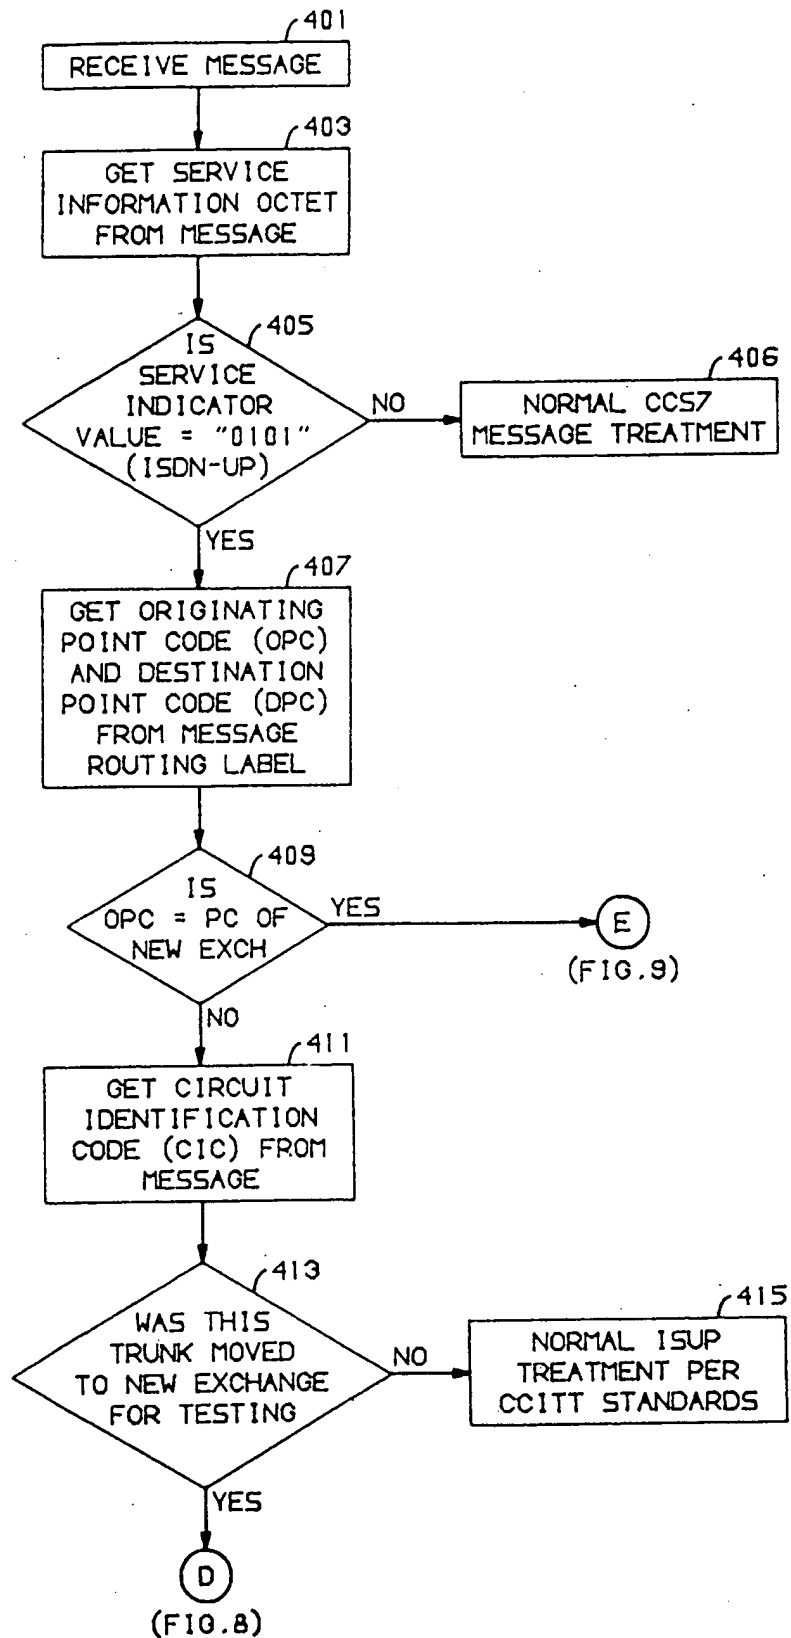 401
RECEIVE MESSAGE
403
GET SERVICE
INFORMATION OCTET
FROM MESSAGE
405
IS
SERVICE
INDICATOR
VALUE = "0101"
(ISDN-UP)
NO
406
NORMAL CCS7
MESSAGE TREATMENT
YES
407
GET ORIGINATING
POINT CODE (OPC)
AND DESTINATION
POINT CODE (DPC)
FROM MESSAGE
ROUTING LABEL
409
IS
OPC = PC OF
NEW EXCH
YES
E
(FIG.9)
NO
411
GET CIRCUIT
IDENTIFICATION
CODE (CIC) FROM
MESSAGE
413
WAS THIS
TRUNK MOVED
TO NEW EXCHANGE
FOR TESTING
NO
415
NORMAL ISUP
TREATMENT PER
CCITT STANDARDS
YES
D
(FIG.8)